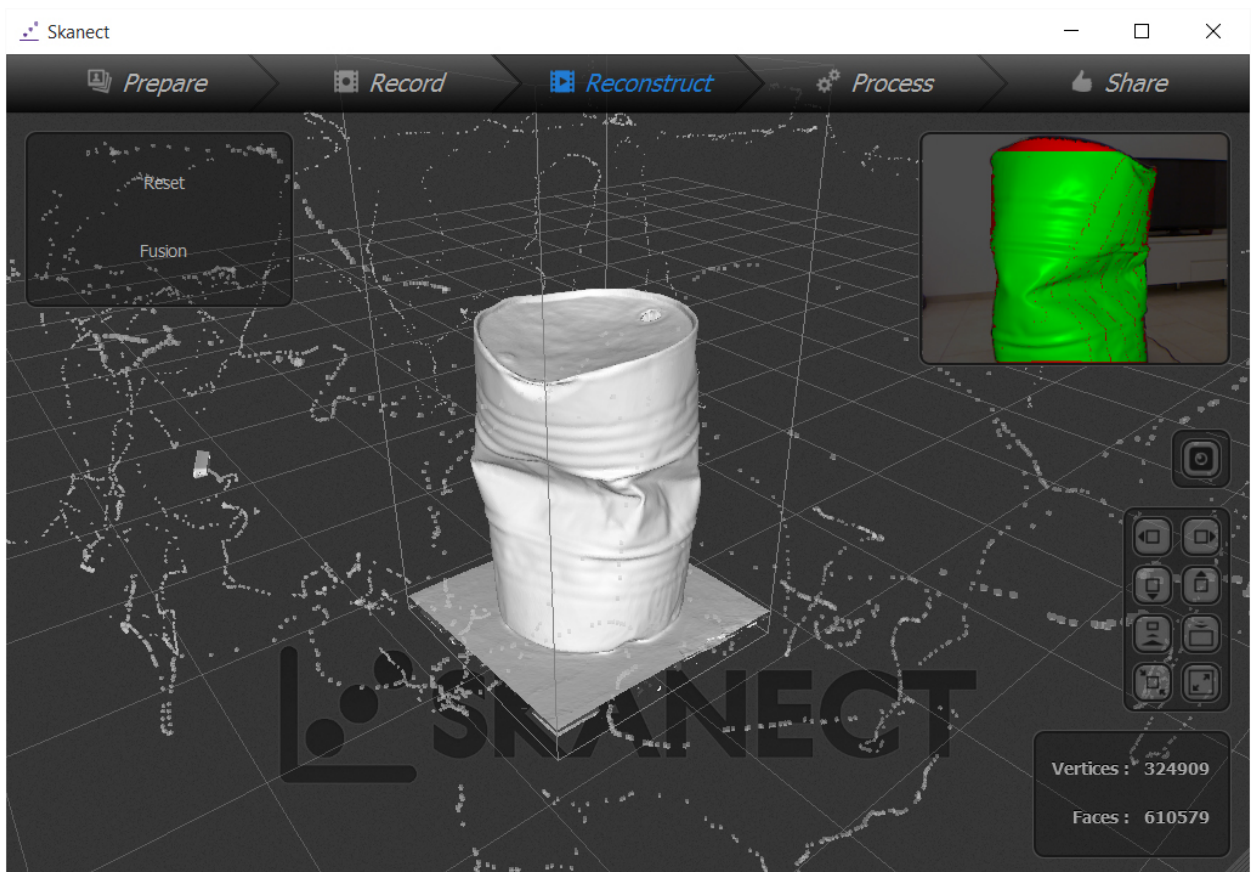 Skanect
Prepare
Record
Reconstruct
Process
Share
Reset
Fusion
SKANECT
Vertices : 324909
Faces : 610579